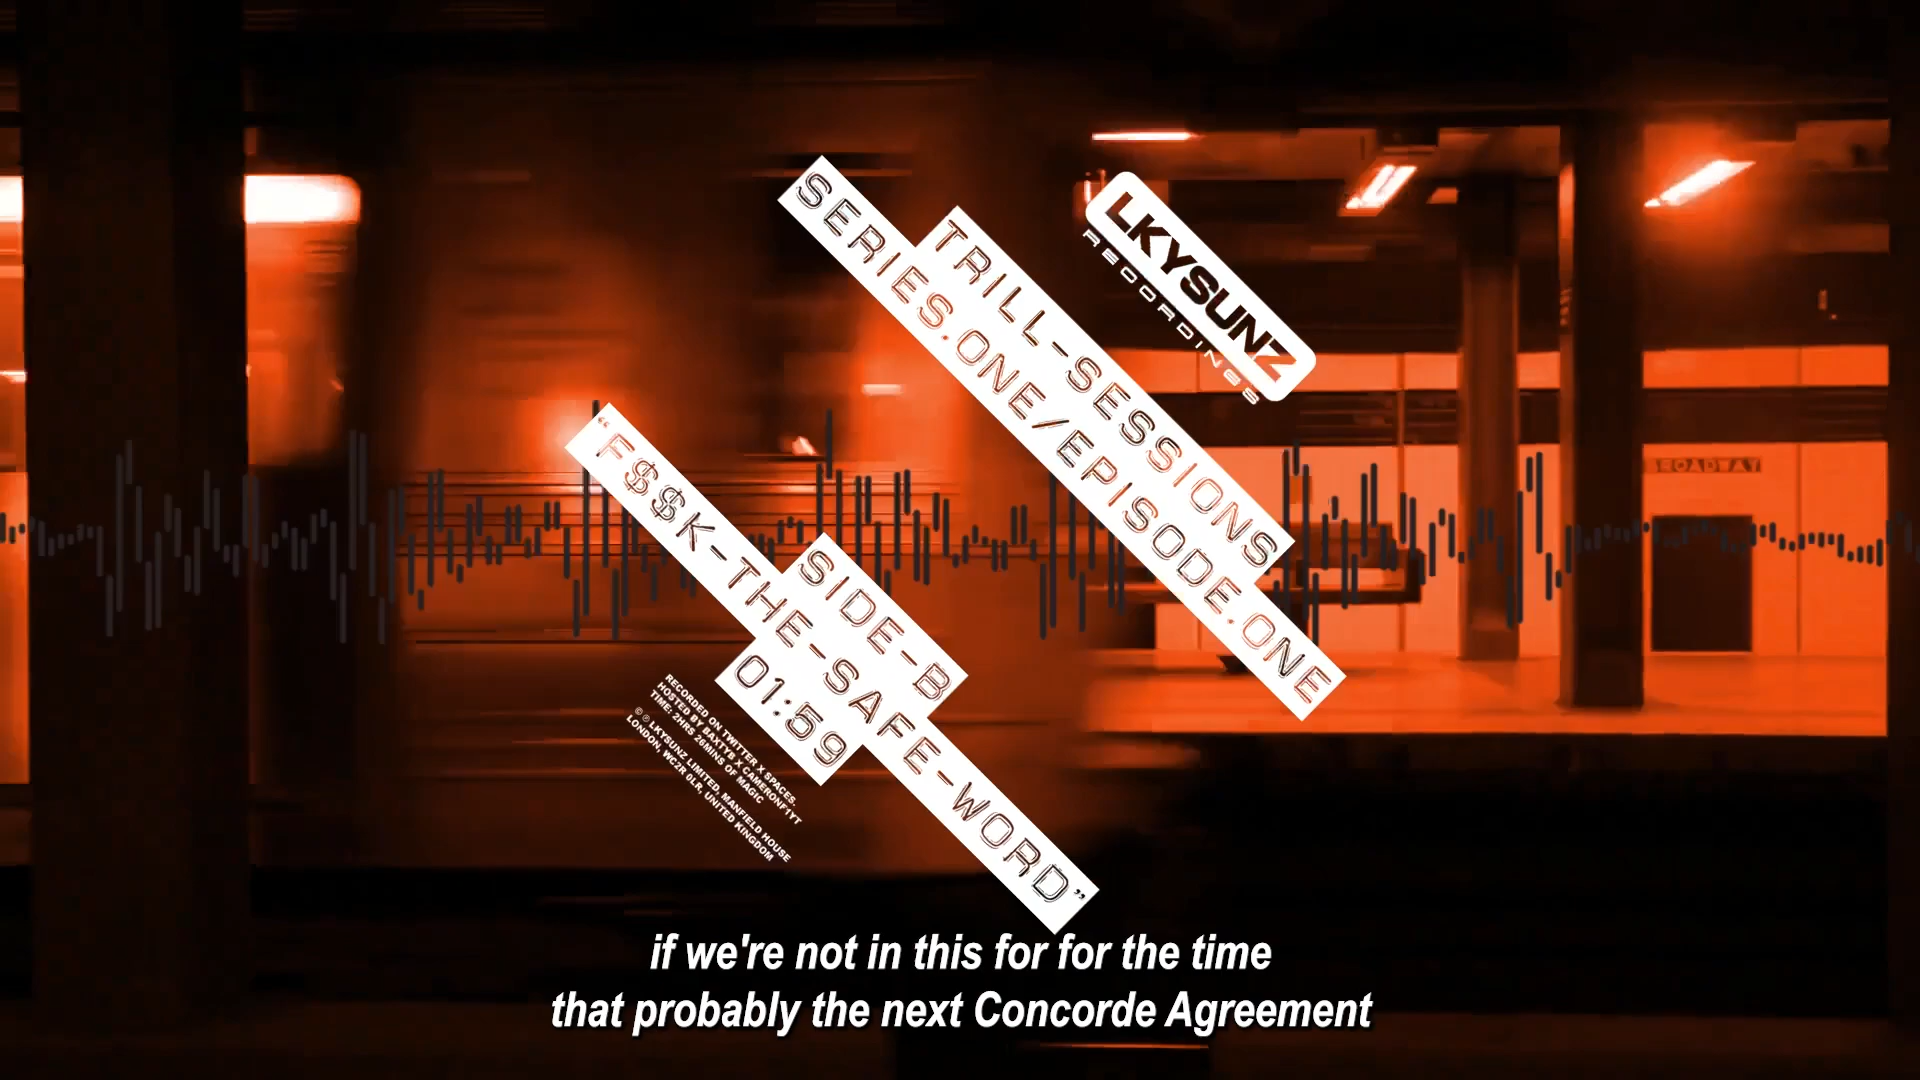 LKYSUNZ
RECORDINGS
TRILL-SESSIONS
SERIES.ONE/EPISODE.ONE
SIDE-B
“F$$K-THE-SAFE-WORD”
01:59
RECORDED ON TWITTER X SPACES.
HOSTED BY BAXTYB X CAMERONF1YT
TIME: 2HRS 26MINS OF MAGIC
© ℗ LKYSUNZ LIMITED, MANFIELD HOUSE
LONDON, WC2R 0LR, UNITED KINGDOM
BROADWAY
if we're not in this for for the time
that probably the next Concorde Agreement